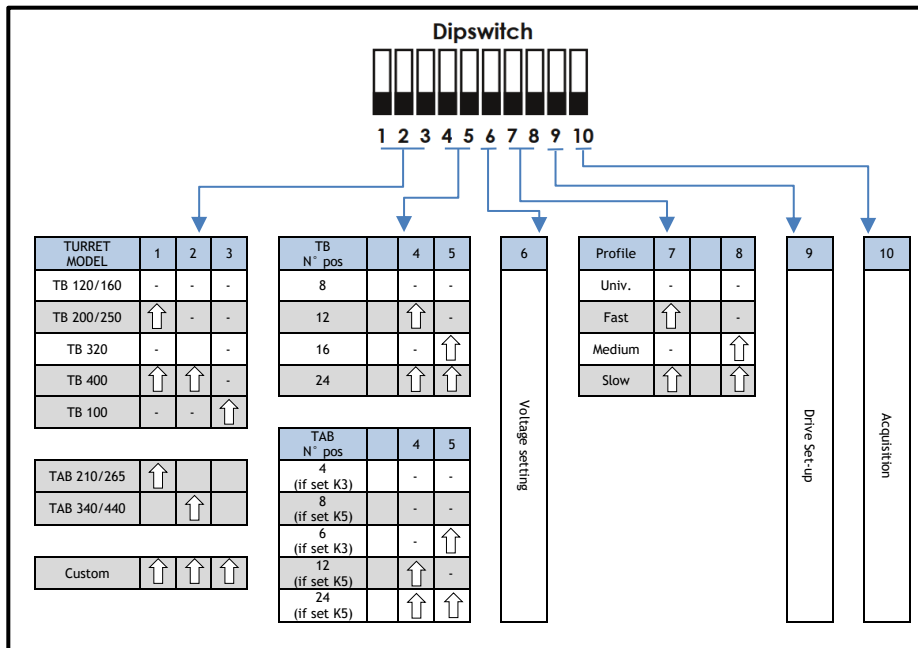 Dipswitch
1 2 3 4 5 6 7 8 9 10
TURRET MODEL 1 2 3
TB 120/160 - - -
TB 200/250 ⇧ - -
TB 320 - -
TB 400 ⇧ ⇧ -
TB 100 - - ⇧
TAB 210/265 ⇧
TAB 340/440 ⇧
Custom ⇧ ⇧ ⇧
TB N° pos 4 5
8 - -
12 ⇧ -
16 - ⇧
24 ⇧ ⇧
TAB N° pos 4 5
4 (if set K3) - -
8 (if set K5) - -
6 (if set K3) - ⇧
12 (if set K5) ⇧ -
24 (if set K5) ⇧ ⇧
6
Voltage setting
Profile 7 8
Univ. - -
Fast ⇧ -
Medium - ⇧
Slow ⇧ ⇧
9
Drive Set-up
10
Acquisition